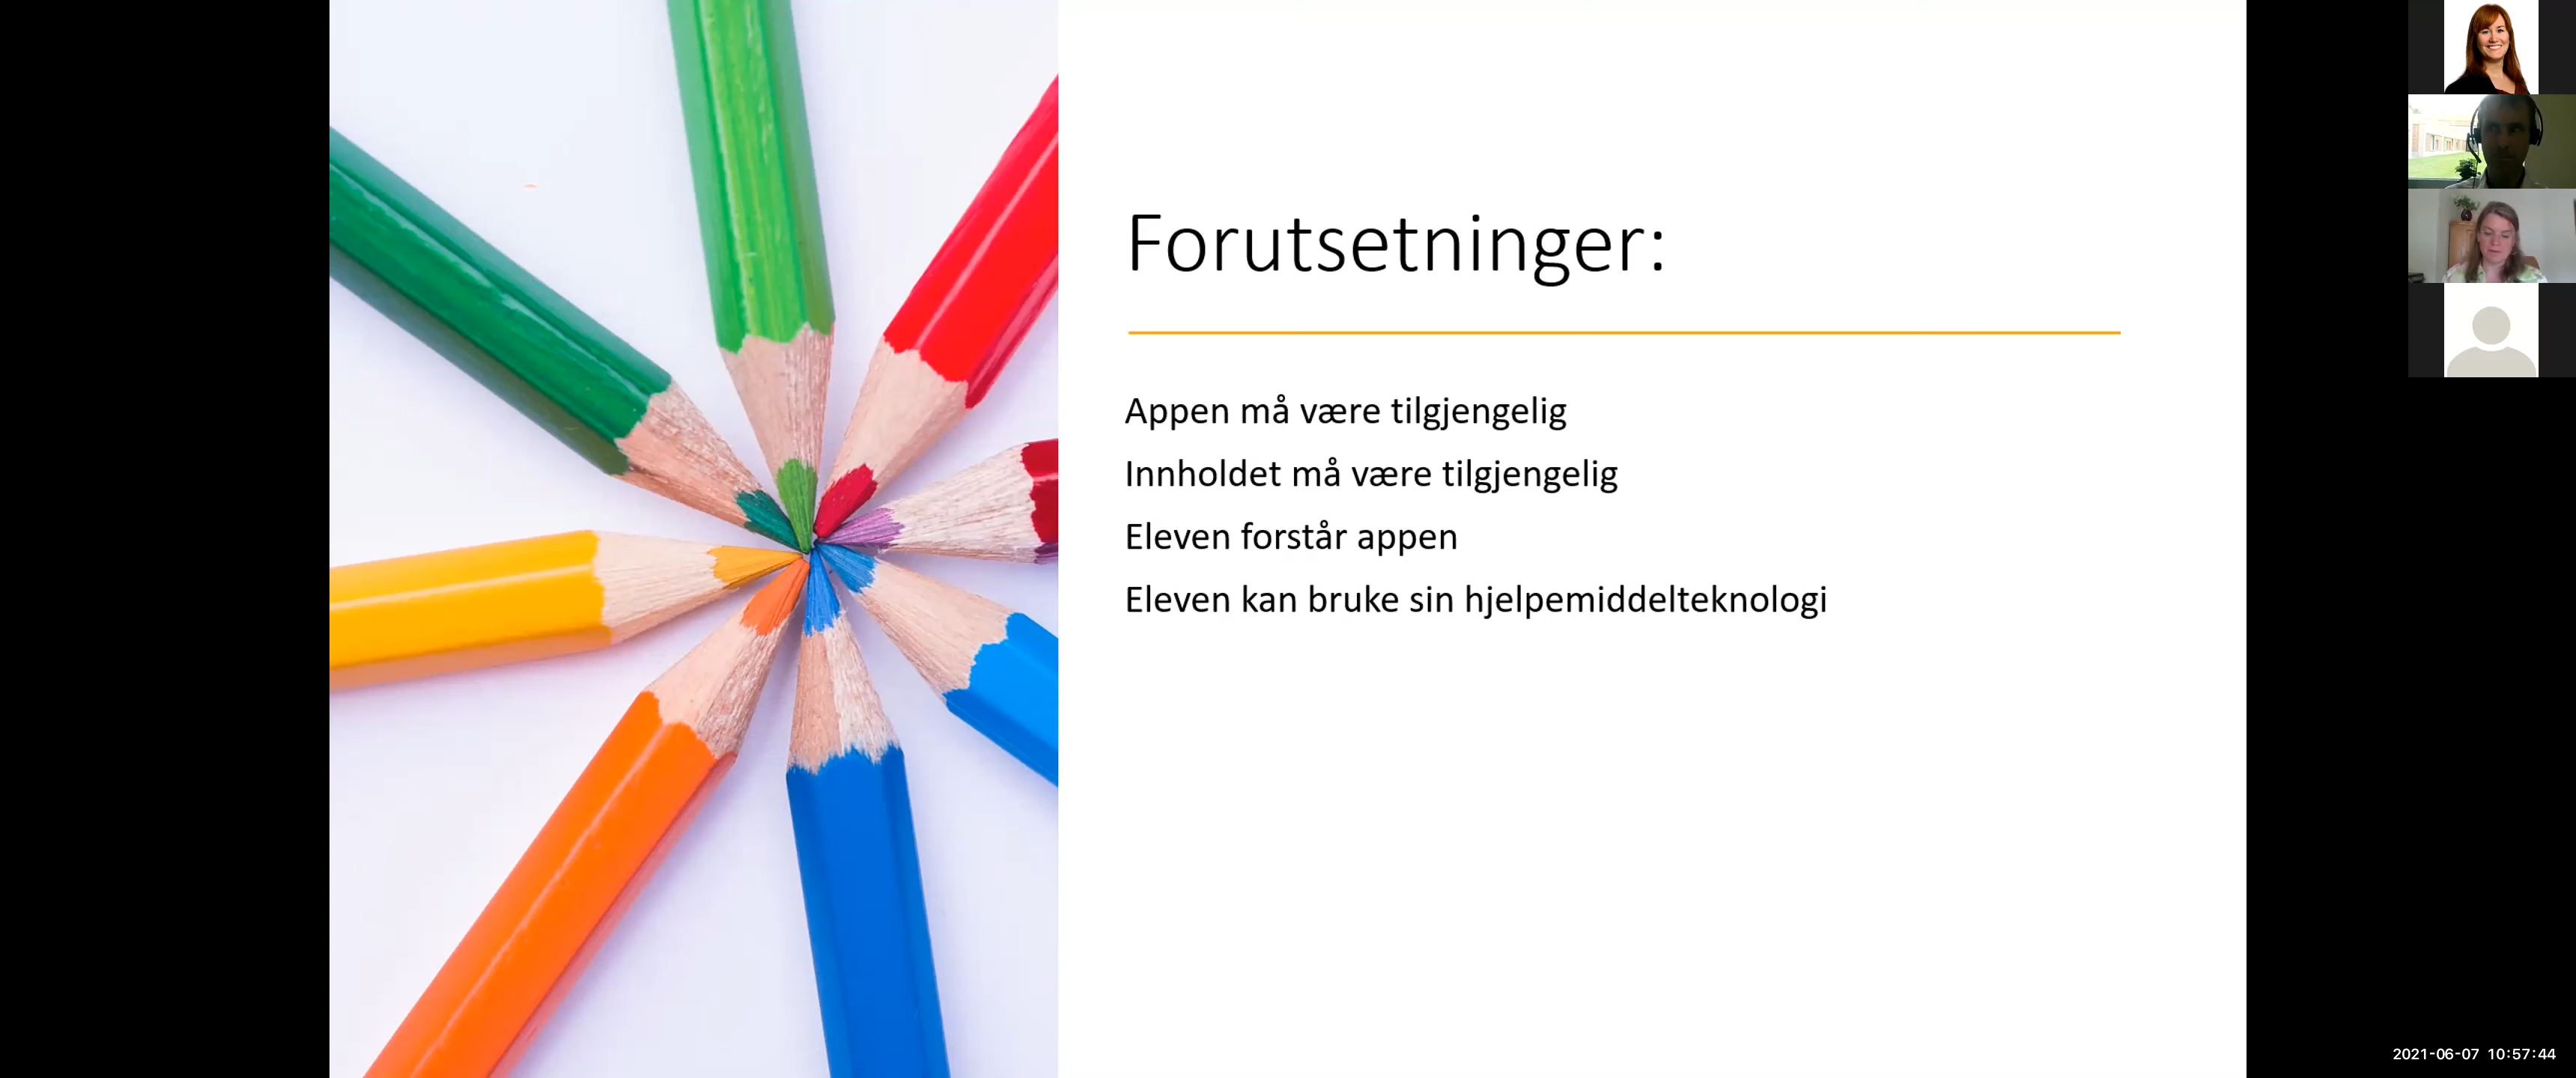 Forutsetninger:
Appen må være tilgjengelig
Innholdet må være tilgjengelig
Eleven forstår appen
Eleven kan bruke sin hjelpemiddelteknologi
2021-06-07 10:57:44